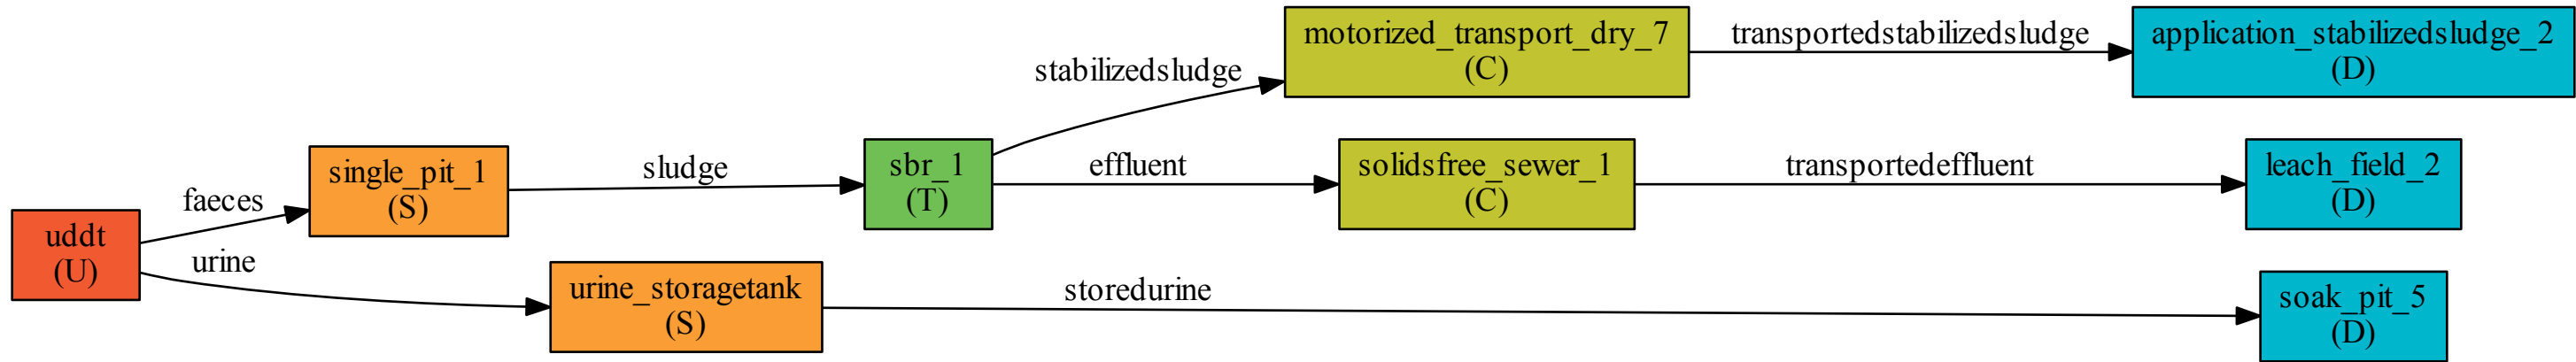 uddt
(U)
faeces
urine
single_pit_1
(S)
urine_storagetank
(S)
sludge
storedurine
sbr_1
(T)
stabilizedsludge
effluent
motorized_transport_dry_7
(C)
solidsfree_sewer_1
(C)
transportedstabilizedsludge
transportedeffluent
application_stabilizedsludge_2
(D)
leach_field_2
(D)
soak_pit_5
(D)